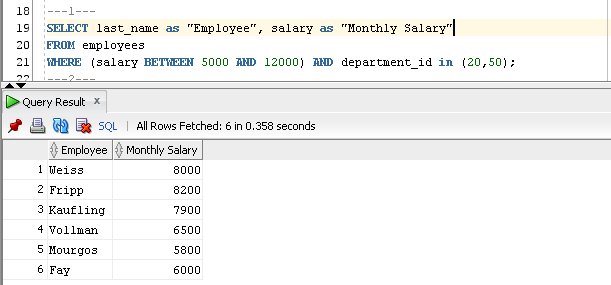 18 ---1---
19 SELECT last_name as "Employee", salary as "Monthly Salary"
20 FROM employees
21 WHERE (salary BETWEEN 5000 AND 12000) AND department_id in (20,50);
22 ---2---
Query Result x
SQL | All Rows Fetched: 6 in 0.358 seconds
Employee Monthly Salary
1 Weiss 8000
2 Fripp 8200
3 Kaufling 7900
4 Vollman 6500
5 Mourgos 5800
6 Fay 6000